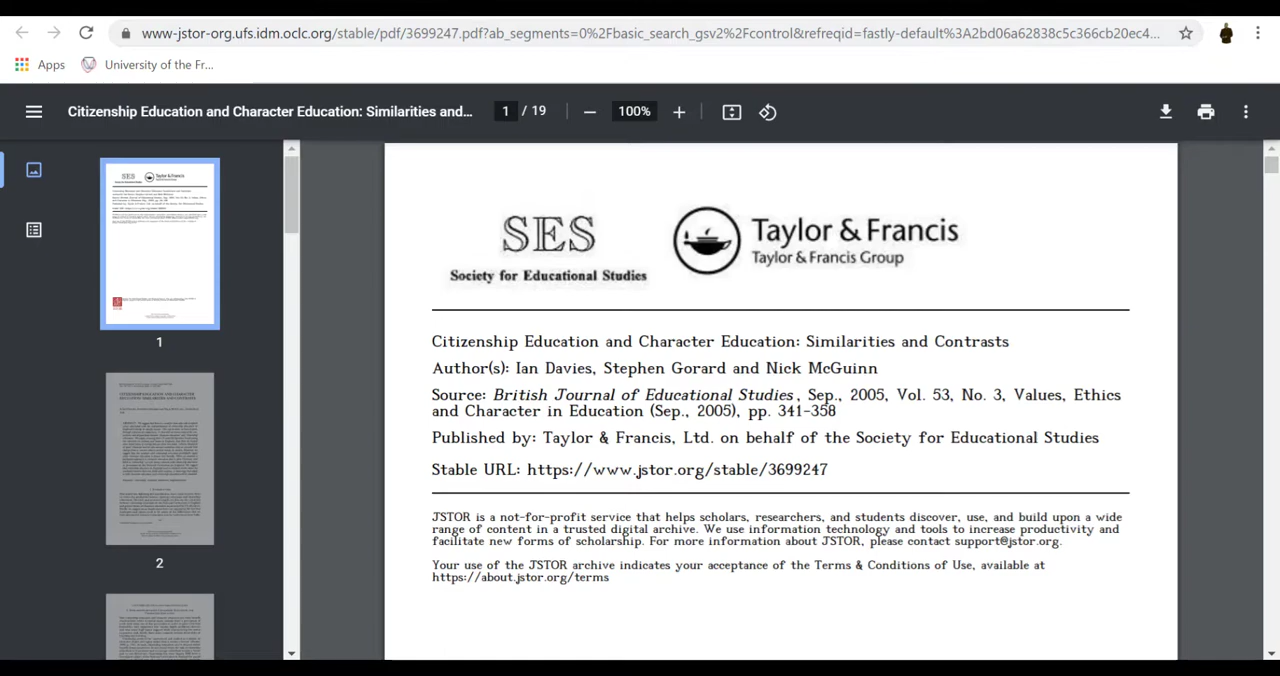 www-jstor-org.ufs.idm.oclc.org/stable/pdf/3699247.pdf?ab_segments=0%2Fbasic_search_gsv2%2Fcontrol&refreqid=fastly-default%3A2bd06a62838c5c366cb20ec4...
Apps University of the Fr...
Citizenship Education and Character Education: Similarities and... 1 / 19 100%
SES
Society for Educational Studies
Taylor & Francis
Taylor & Francis Group
Citizenship Education and Character Education: Similarities and Contrasts
Author(s): Ian Davies, Stephen Gorard and Nick McGuinn
Source: British Journal of Educational Studies, Sep., 2005, Vol. 53, No. 3, Values, Ethics
and Character in Education (Sep., 2005), pp. 341-358
Published by: Taylor & Francis, Ltd. on behalf of the Society for Educational Studies
Stable URL: https://www.jstor.org/stable/3699247
JSTOR is a not-for-profit service that helps scholars, researchers, and students discover, use, and build upon a wide
range of content in a trusted digital archive. We use information technology and tools to increase productivity and
facilitate new forms of scholarship. For more information about JSTOR, please contact support@jstor.org.
Your use of the JSTOR archive indicates your acceptance of the Terms & Conditions of Use, available at
https://about.jstor.org/terms
1
2